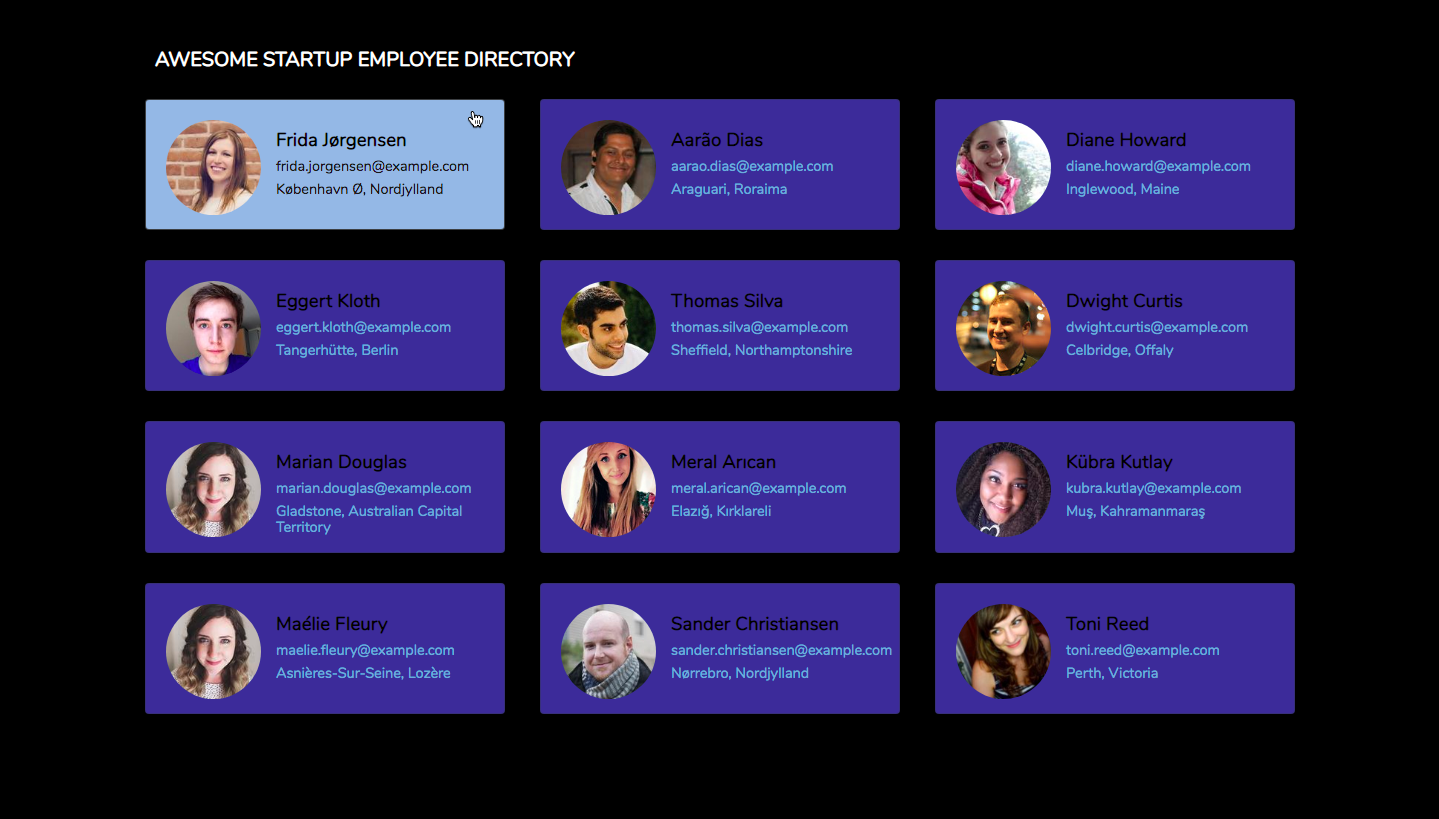 AWESOME STARTUP EMPLOYEE DIRECTORY
Frida Jørgensen
frida.jorgensen@example.com
København Ø, Nordjylland
Aarão Dias
aarao.dias@example.com
Araguari, Roraima
Diane Howard
diane.howard@example.com
Inglewood, Maine
Eggert Kloth
eggert.kloth@example.com
Tangerhütte, Berlin
Thomas Silva
thomas.silva@example.com
Sheffield, Northamptonshire
Dwight Curtis
dwight.curtis@example.com
Celbridge, Offaly
Marian Douglas
marian.douglas@example.com
Gladstone, Australian Capital
Territory
Meral Arıcan
meral.arican@example.com
Elazığ, Kırklareli
Kübra Kutlay
kubra.kutlay@example.com
Muş, Kahramanmaraş
Maélie Fleury
maelie.fleury@example.com
Asnières-Sur-Seine, Lozère
Sander Christiansen
sander.christiansen@example.com
Nørrebro, Nordjylland
Toni Reed
toni.reed@example.com
Perth, Victoria